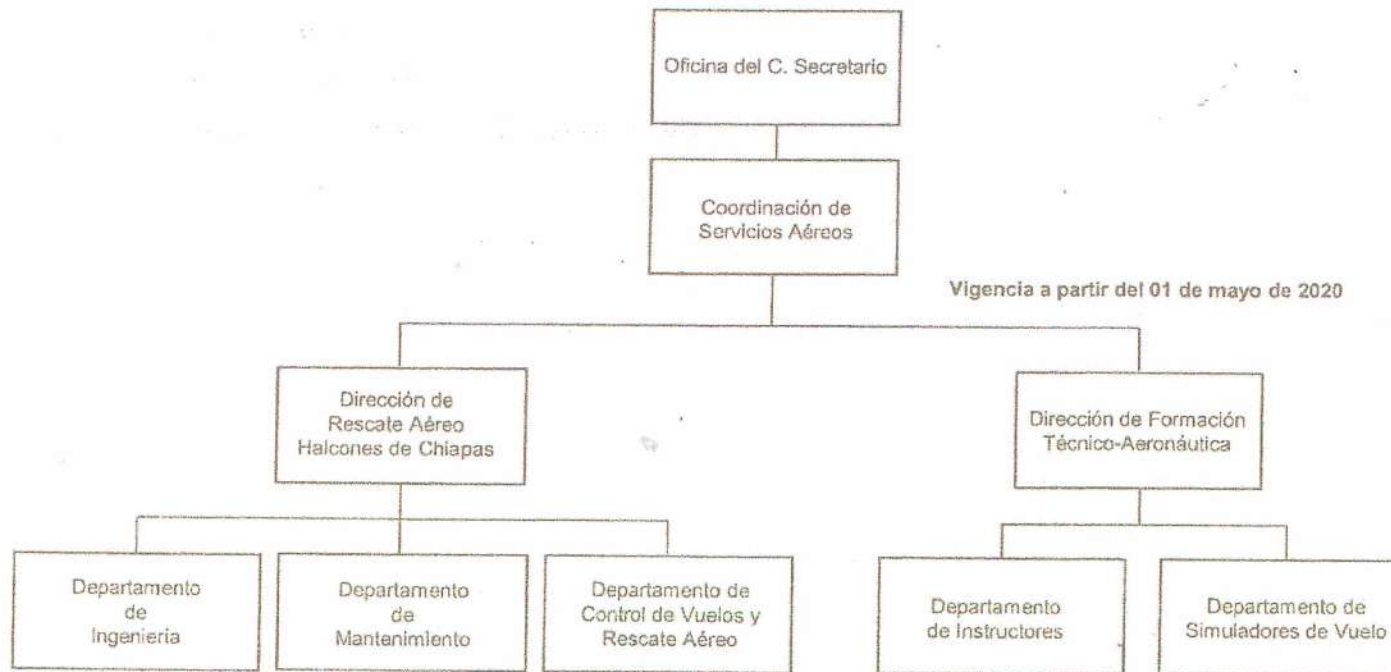 Oficina del C. Secretario
Coordinación de
Servicios Aéreos
Vigencia a partir del 01 de mayo de 2020
Dirección de
Rescate Aéreo
Halcones de Chiapas
Dirección de Formación
Técnico-Aeronáutica
Departamento
de
Ingeniería
Departamento
de
Mantenimiento
Departamento de
Control de Vuelos y
Rescate Aéreo
Departamento
de Instructores
Departamento de
Simuladores de Vuelo